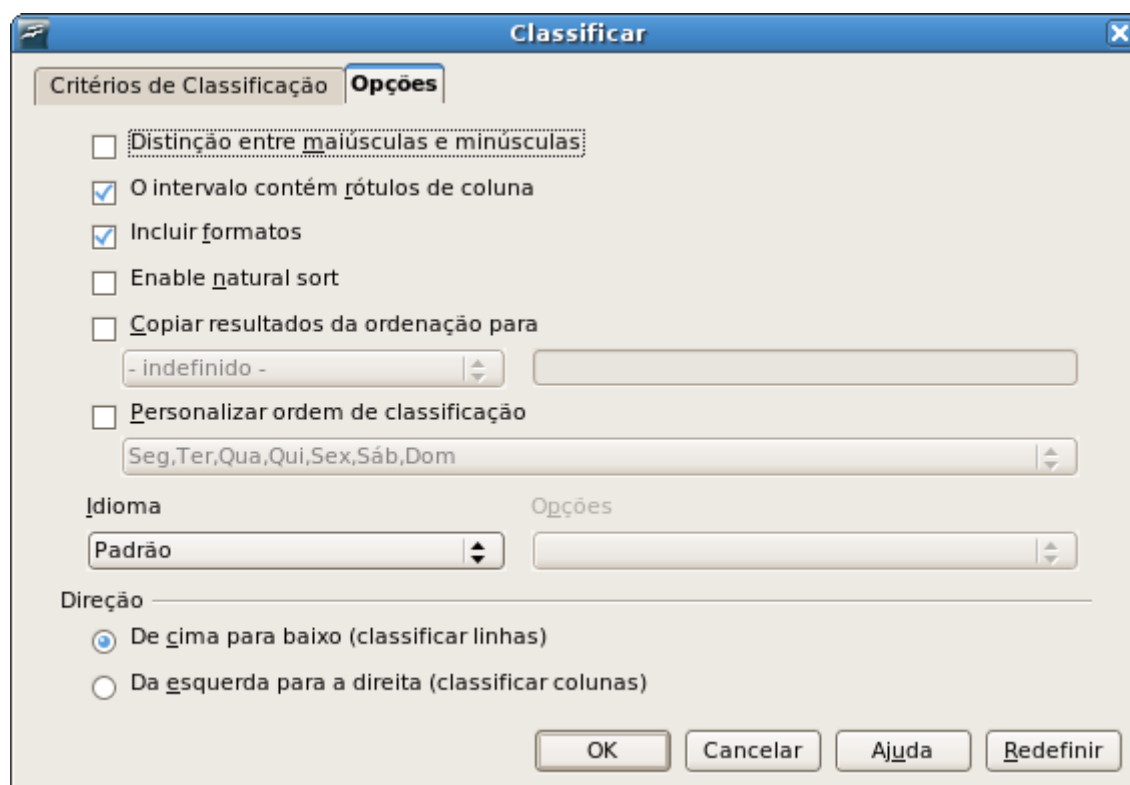 Classificar
Critérios de Classificação Opções
Distinção entre maiúsculas e minúsculas
O intervalo contém rótulos de coluna
Incluir formatos
Enable natural sort
Copiar resultados da ordenação para
- indefinido -
Personalizar ordem de classificação
Seg,Ter,Qua,Qui,Sex,Sáb,Dom
Idioma Opções
Padrão
Direção
De cima para baixo (classificar linhas)
Da esquerda para a direita (classificar colunas)
OK Cancelar Ajuda Redefinir